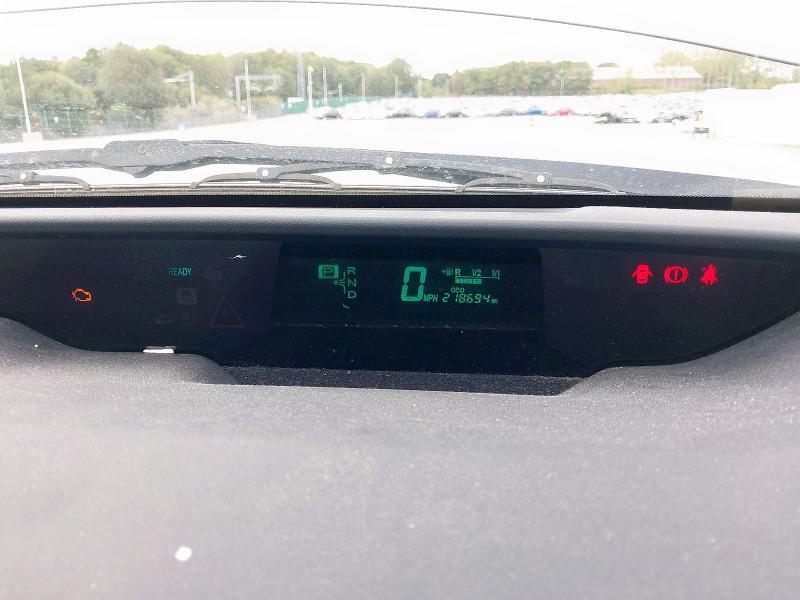 READY
P
R
N
B
D
0 MPH
R 1/2 1/1
ODO
218694